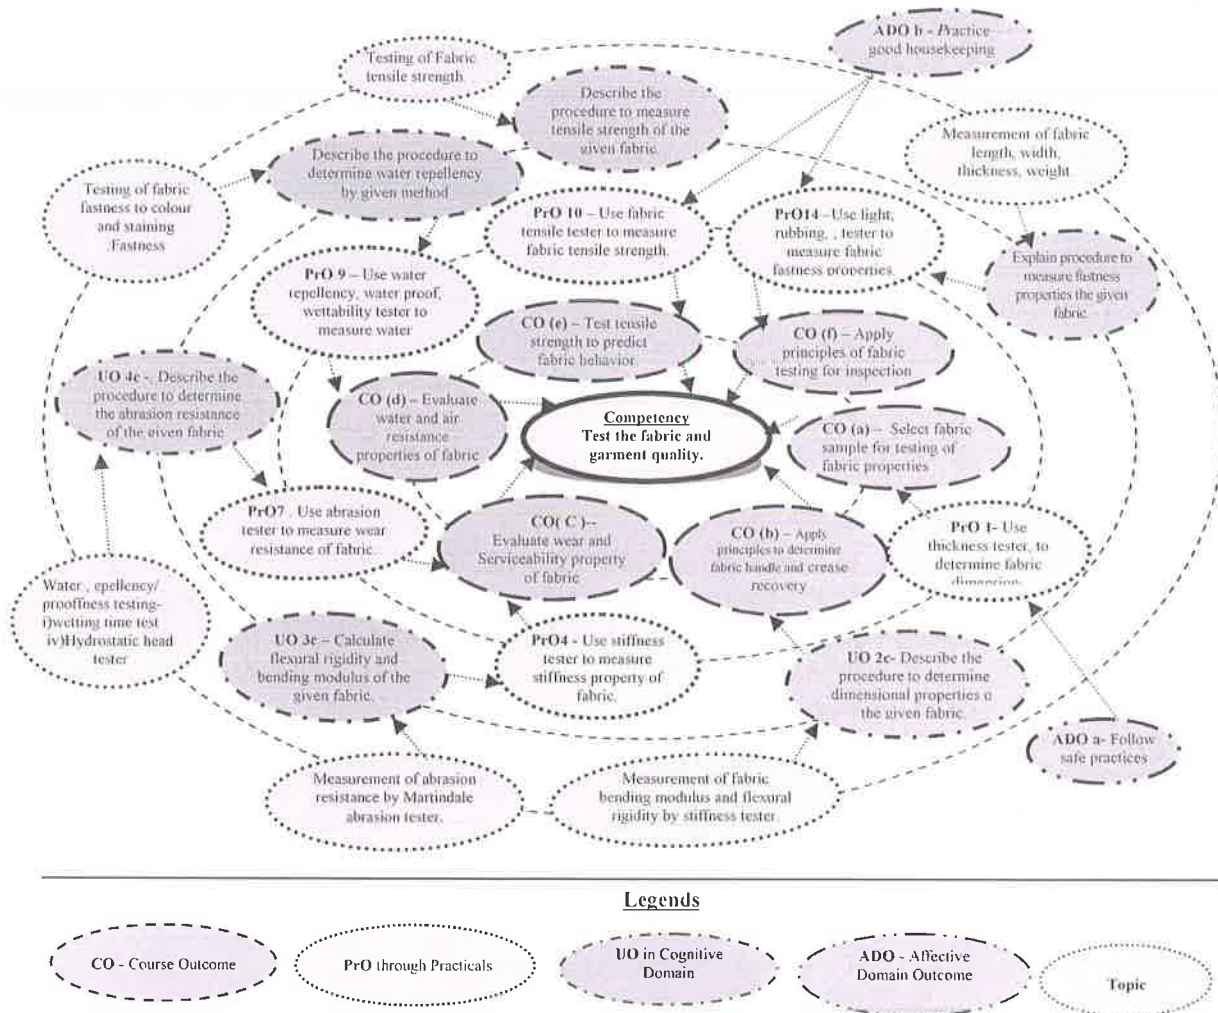 ADO b - Practice
good housekeeping
Testing of Fabric
tensile strength
Describe the
procedure to measure
tensile strength of the
given fabric.
Measurement of fabric
length, width,
thickness, weight
Describe the procedure to
determine water repellency
by given method
Testing of fabric
fastness to colour
and staining
.Fastness
PrO 10 – Use fabric
tensile tester to measure
fabric tensile strength.
PrO14 –Use light,
rubbing, , tester to
measure fabric
fastness properties.
Explain procedure to
measure fastness
properties the given
fabric
PrO 9 – Use water
repellency, water proof,
wettability tester to
measure water
CO (e) – Test tensile
strength to predict
fabric behavior.
CO (f) – Apply
principles of fabric
testing for inspection
UO 4c -. Describe the
procedure to determine
the abrasion resistance
of the given fabric
CO (d) – Evaluate
water and air
resistance
properties of fabric
Competency
Test the fabric and
garment quality.
CO (a) – Select fabric
sample for testing of
fabric properties
PrO7 . Use abrasion
tester to measure wear
resistance of fabric.
CO( C )--
Evaluate wear and
Serviceability property
of fabric
CO (b) – Apply
principles to determine
fabric handle and crease
recovery
PrO 1- Use
thickness tester, to
determine fabric
dimension
Water , epellency/
prooffness testing-
i)wetting time test
iv)Hydrostatic head
tester
UO 3c – Calculate
flexural rigidity and
bending modulus of the
given fabric.
PrO4 - Use stiffness
tester to measure
stiffness property of
fabric.
UO 2c- Describe the
procedure to determine
dimensional properties o
the given fabric.
ADO a- Follow
safe practices
Measurement of abrasion
resistance by Martindale
abrasion tester.
Measurement of fabric
bending modulus and flexural
rigidity by stiffness tester
Legends
CO - Course Outcome
PrO through Practicals
UO in Cognitive
Domain
ADO - Affective
Domain Outcome
Topic